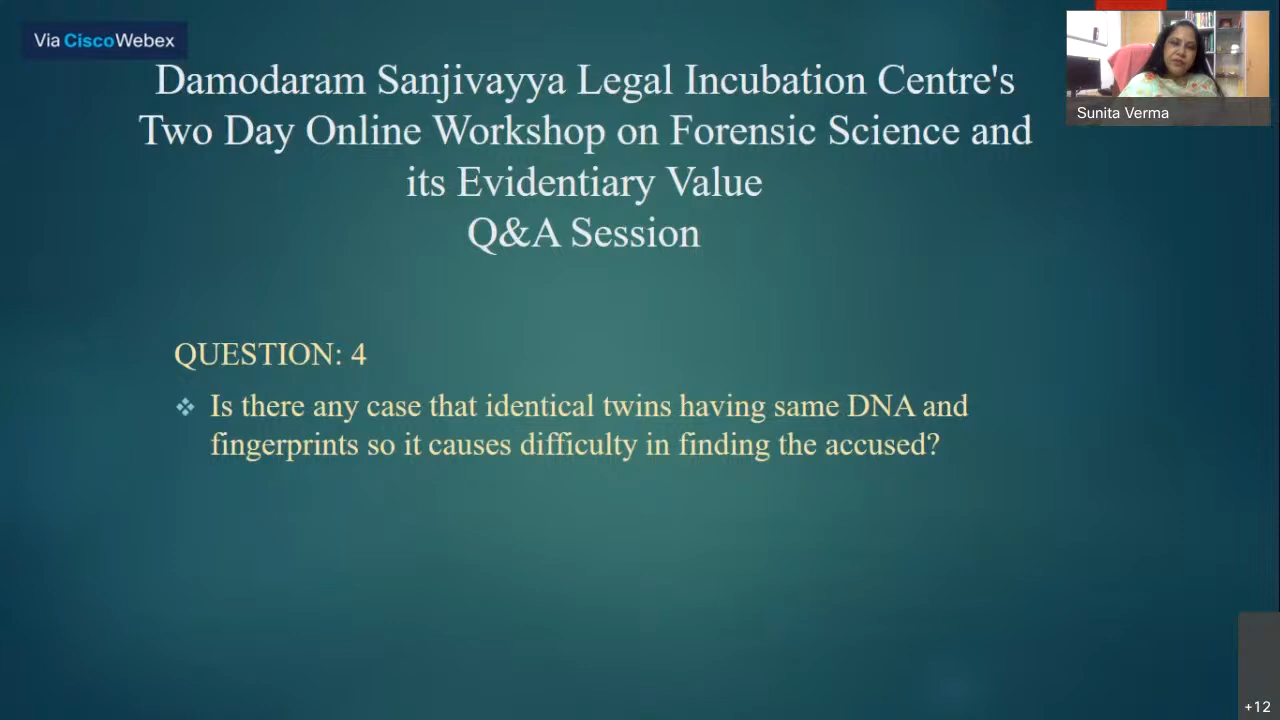 Via CiscoWebex
Damodaram Sanjivayya Legal Incubation Centre's
Two Day Online Workshop on Forensic Science and
its Evidentiary Value
Q&A Session
Sunita Verma
QUESTION: 4
❖ Is there any case that identical twins having same DNA and
fingerprints so it causes difficulty in finding the accused?
+12